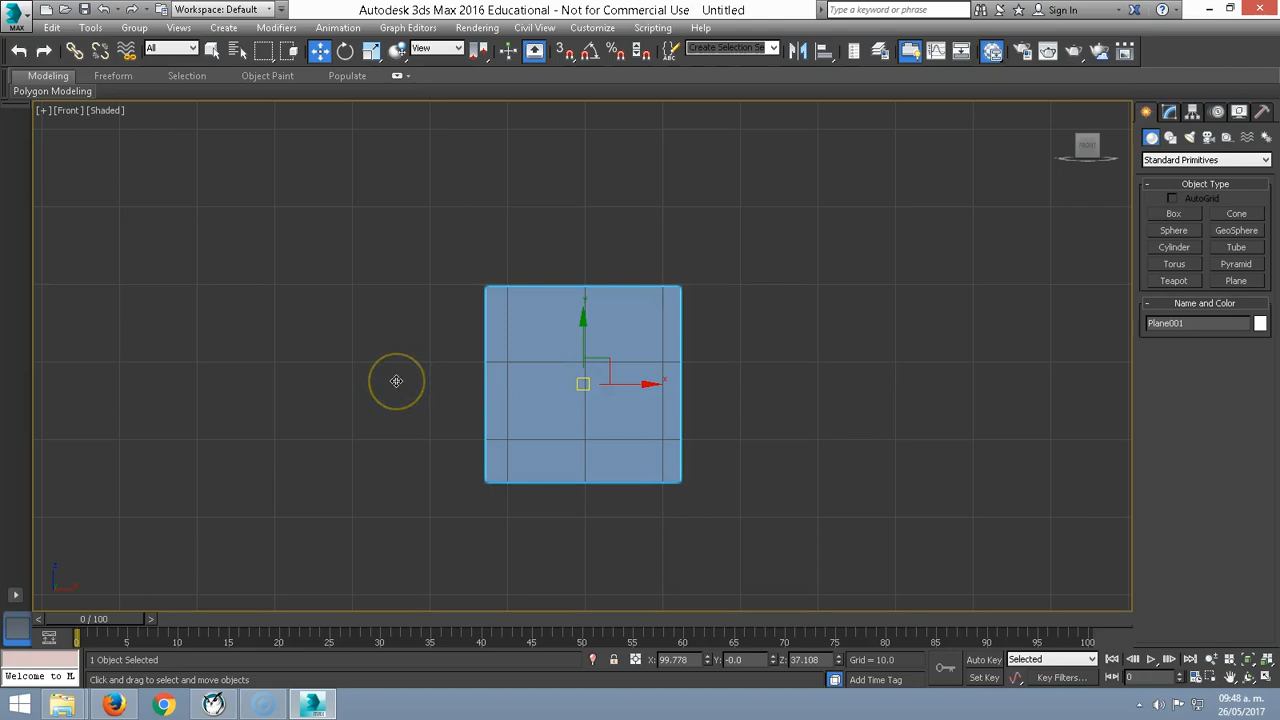 MAX
Workspace: Default
Autodesk 3ds Max 2016 Educational - Not for Commercial Use    Untitled
Type a keyword or phrase
Sign In
Edit Tools Group Views Create Modifiers Animation Graph Editors Rendering Civil View Customize Scripting Help
All
View
Create Selection Se
Modeling Freeform Selection Object Paint Populate
Polygon Modeling
[+] [Front] [Shaded]
FRONT
Standard Primitives
- Object Type
AutoGrid
Box Cone
Sphere GeoSphere
Cylinder Tube
Torus Pyramid
Teapot Plane
- Name and Color
Plane001
x
0 / 100
0 5 10 15 20 25 30 35 40 45 50 55 60 65 70 75 80 85 90 95 100
1 Object Selected
X: 99.778 Y: -0.0 Z: 37.108
Grid = 10.0
Auto Key
Selected
Welcome to M
Click and drag to select and move objects
Add Time Tag
Set Key
Key Filters...
0
09:48 a. m.
26/05/2017